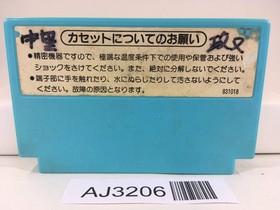 カセットについてのお願い
●精密機器ですので、極端な温度条件下での使用や保管および強い
ショックをさけてください。また、絶対に分解しないでください。
●端子部に手を触れたり、水にぬらしたりして汚さないようにして
ください。故障の原因となります。
831018
AJ3206